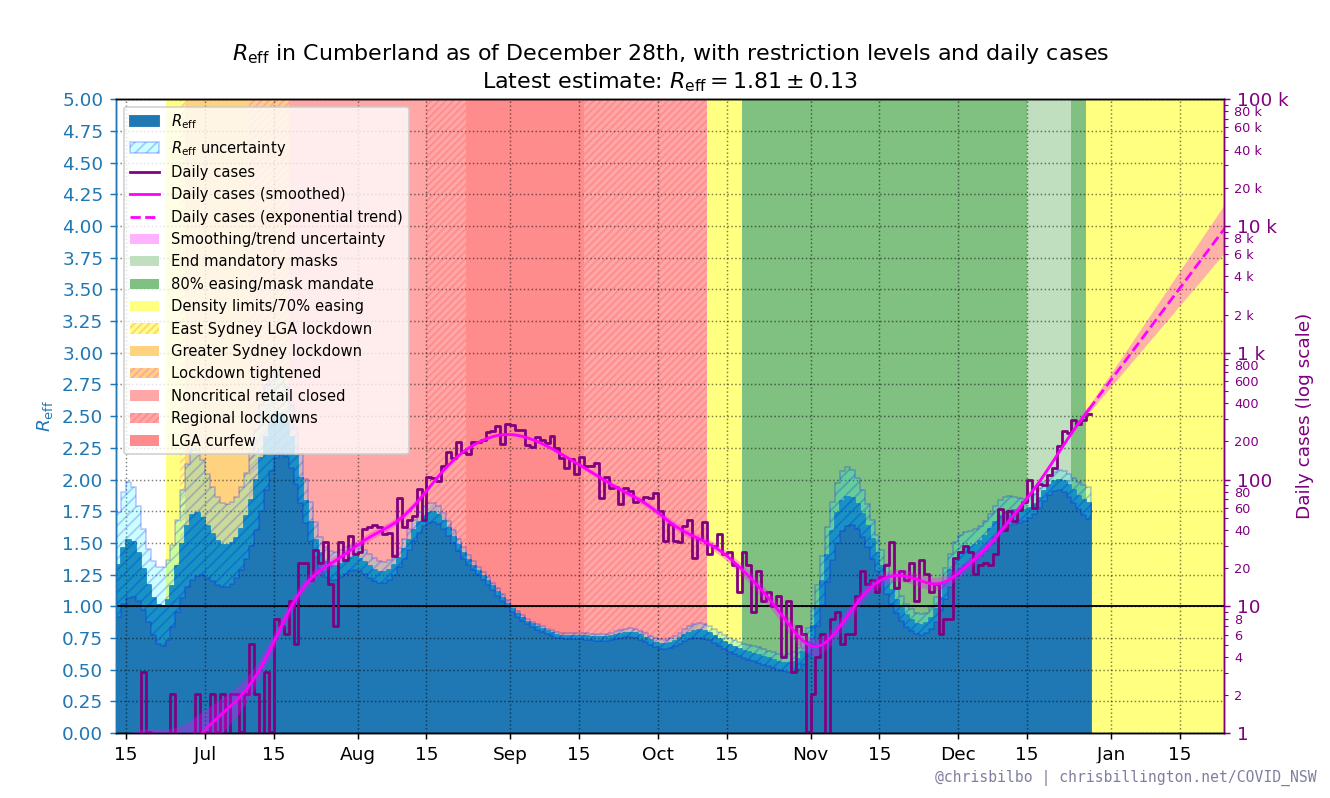 Reff in Cumberland as of December 28th, with restriction levels and daily cases
Latest estimate: Reff = 1.81 ± 0.13
Reff
5.00
4.75
4.50
4.25
4.00
3.75
3.50
3.25
3.00
2.75
2.50
2.25
2.00
1.75
1.50
1.25
1.00
0.75
0.50
0.25
0.00
Reff
Reff uncertainty
Daily cases
Daily cases (smoothed)
Daily cases (exponential trend)
Smoothing/trend uncertainty
End mandatory masks
80% easing/mask mandate
Density limits/70% easing
East Sydney LGA lockdown
Greater Sydney lockdown
Lockdown tightened
Noncritical retail closed
Regional lockdowns
LGA curfew
100 k
80 k
60 k
40 k
20 k
10 k
8 k
6 k
4 k
2 k
1 k
800
600
400
200
100
80
60
40
20
10
8
6
4
2
1
Daily cases (log scale)
15 Jul 15 Aug 15 Sep 15 Oct 15 Nov 15 Dec 15 Jan 15
@chrisbilbo | chrisbillington.net/COVID_NSW